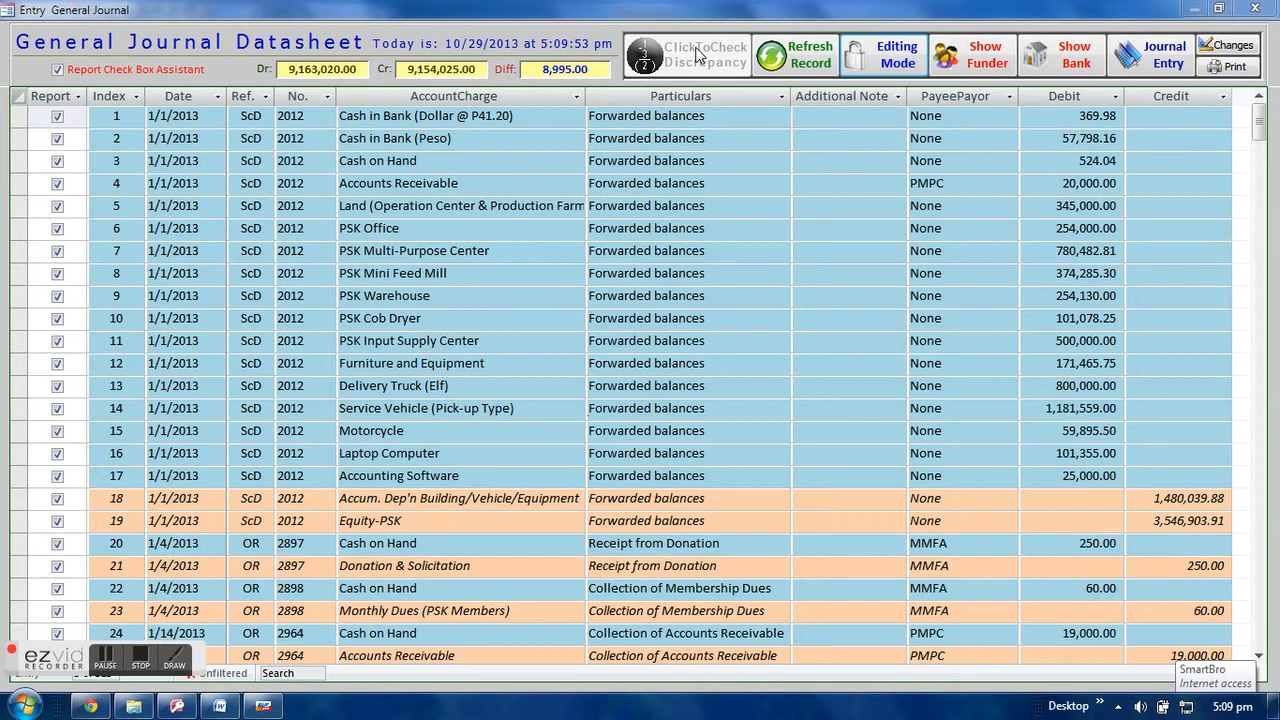 Entry General Journal
General Journal Datasheet Today is: 10/29/2013 5:09:53 pm
Report Check Box Assistant Dr: 9,163,020.00 Cr: 9,154,025.00 Diff: 8,995.00
ClickToCheck Discrepancy
Refresh Record
Editing Mode
Show Funder
Show Bank
Journal Entry
Changes
Print
Report Index Date Ref. No. AccountCharge Particulars Additional Note PayeePayor Debit Credit
1 1/1/2013 ScD 2012 Cash in Bank (Dollar @ P41.20) Forwarded balances None 369.98
2 1/1/2013 ScD 2012 Cash in Bank (Peso) Forwarded balances None 57,798.16
3 1/1/2013 ScD 2012 Cash on Hand Forwarded balances None 524.04
4 1/1/2013 ScD 2012 Accounts Receivable Forwarded balances PMPC 20,000.00
5 1/1/2013 ScD 2012 Land (Operation Center & Production Farm Forwarded balances None 345,000.00
6 1/1/2013 ScD 2012 PSK Office Forwarded balances None 254,000.00
7 1/1/2013 ScD 2012 PSK Multi-Purpose Center Forwarded balances None 780,482.81
8 1/1/2013 ScD 2012 PSK Mini Feed Mill Forwarded balances None 374,285.30
9 1/1/2013 ScD 2012 PSK Warehouse Forwarded balances None 254,130.00
10 1/1/2013 ScD 2012 PSK Cob Dryer Forwarded balances None 101,078.25
11 1/1/2013 ScD 2012 PSK Input Supply Center Forwarded balances None 500,000.00
12 1/1/2013 ScD 2012 Furniture and Equipment Forwarded balances None 171,465.75
13 1/1/2013 ScD 2012 Delivery Truck (Elf) Forwarded balances None 800,000.00
14 1/1/2013 ScD 2012 Service Vehicle (Pick-up Type) Forwarded balances None 1,181,559.00
15 1/1/2013 ScD 2012 Motorcycle Forwarded balances None 59,895.50
16 1/1/2013 ScD 2012 Laptop Computer Forwarded balances None 101,355.00
17 1/1/2013 ScD 2012 Accounting Software Forwarded balances None 25,000.00
18 1/1/2013 ScD 2012 Accum. Dep'n Building/Vehicle/Equipment Forwarded balances None 1,480,039.88
19 1/1/2013 ScD 2012 Equity-PSK Forwarded balances None 3,546,903.91
20 1/4/2013 OR 2897 Cash on Hand Receipt from Donation MMFA 250.00
21 1/4/2013 OR 2897 Donation & Solicitation Receipt from Donation MMFA 250.00
22 1/4/2013 OR 2898 Cash on Hand Collection of Membership Dues MMFA 60.00
23 1/4/2013 OR 2898 Monthly Dues (PSK Members) Collection of Membership Dues MMFA 60.00
24 1/14/2013 OR 2964 Cash on Hand Collection of Accounts Receivable PMPC 19,000.00
OR 2964 Accounts Receivable Collection of Accounts Receivable PMPC 19,000.00
ezvid RECORDER PAUSE STOP DRAW
Unfiltered Search
SmartBro
Internet access
Desktop 5:09 pm